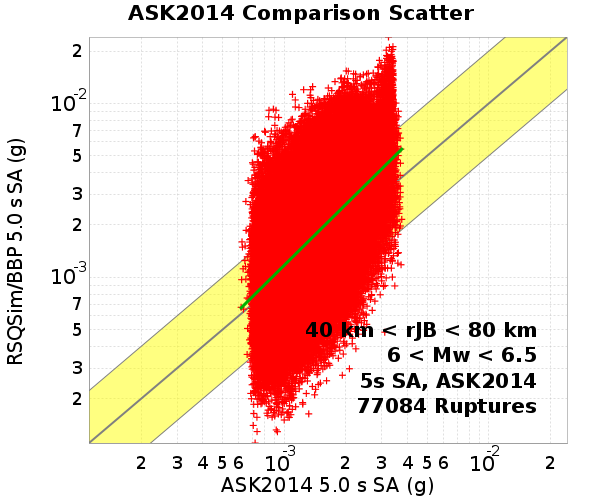 ASK2014 Comparison Scatter
2
10⁻²
7
5
3
2
10⁻³
7
5
3
2
RSQSim/BBP 5.0 s SA (g)
40 km < rJB < 80 km
6 < Mw < 6.5
5s SA, ASK2014
77084 Ruptures
2 3 4 5 6 10⁻³ 2 3 4 5 6 10⁻² 2
ASK2014 5.0 s SA (g)